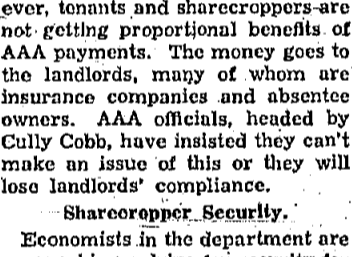 ever, tenants and sharecroppers are
not getting proportional benefits of
AAA payments. The money goes to
the landlords, many of whom are
insurance companies and absentee
owners. AAA officials, headed by
Cully Cobb, have insisted they can't
make an issue of this or they will
lose landlords' compliance.
Sharecropper Security.
Economists in the department are